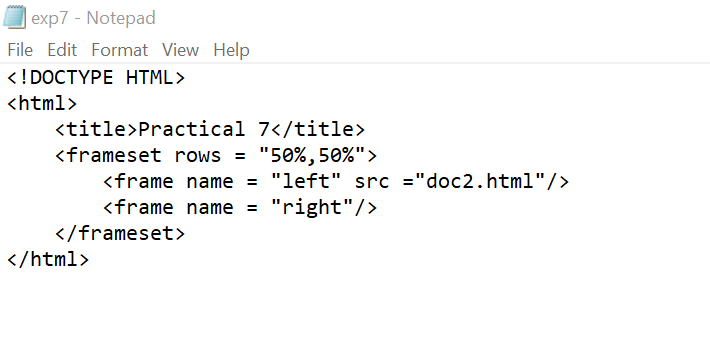 exp7 - Notepad
File Edit Format View Help
<!DOCTYPE HTML>
<html>
    <title>Practical 7</title>
    <frameset rows = "50%,50%">
        <frame name = "left" src ="doc2.html"/>
        <frame name = "right"/>
    </frameset>
</html>